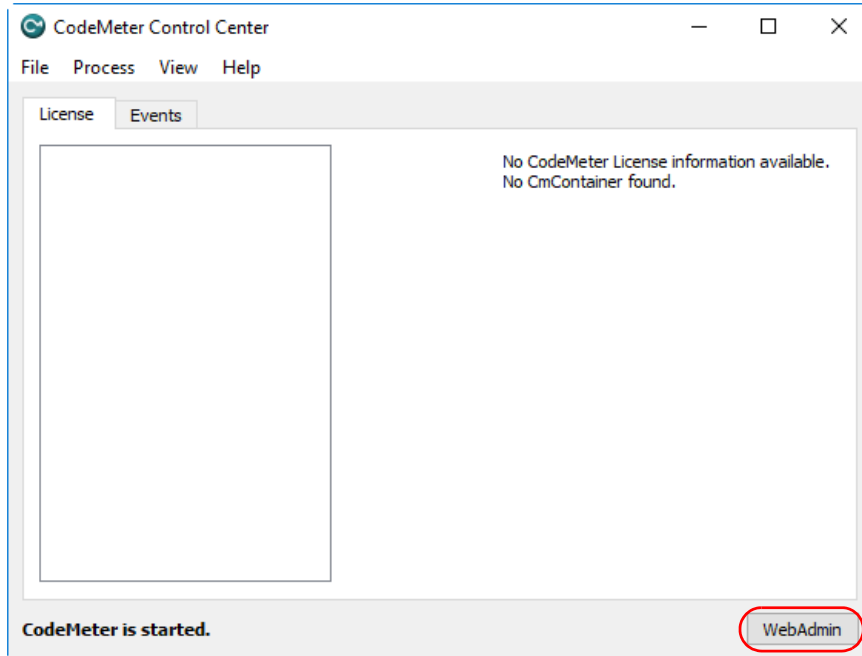 CodeMeter Control Center
File Process View Help
License Events
No CodeMeter License information available.
No CmContainer found.
CodeMeter is started.
WebAdmin